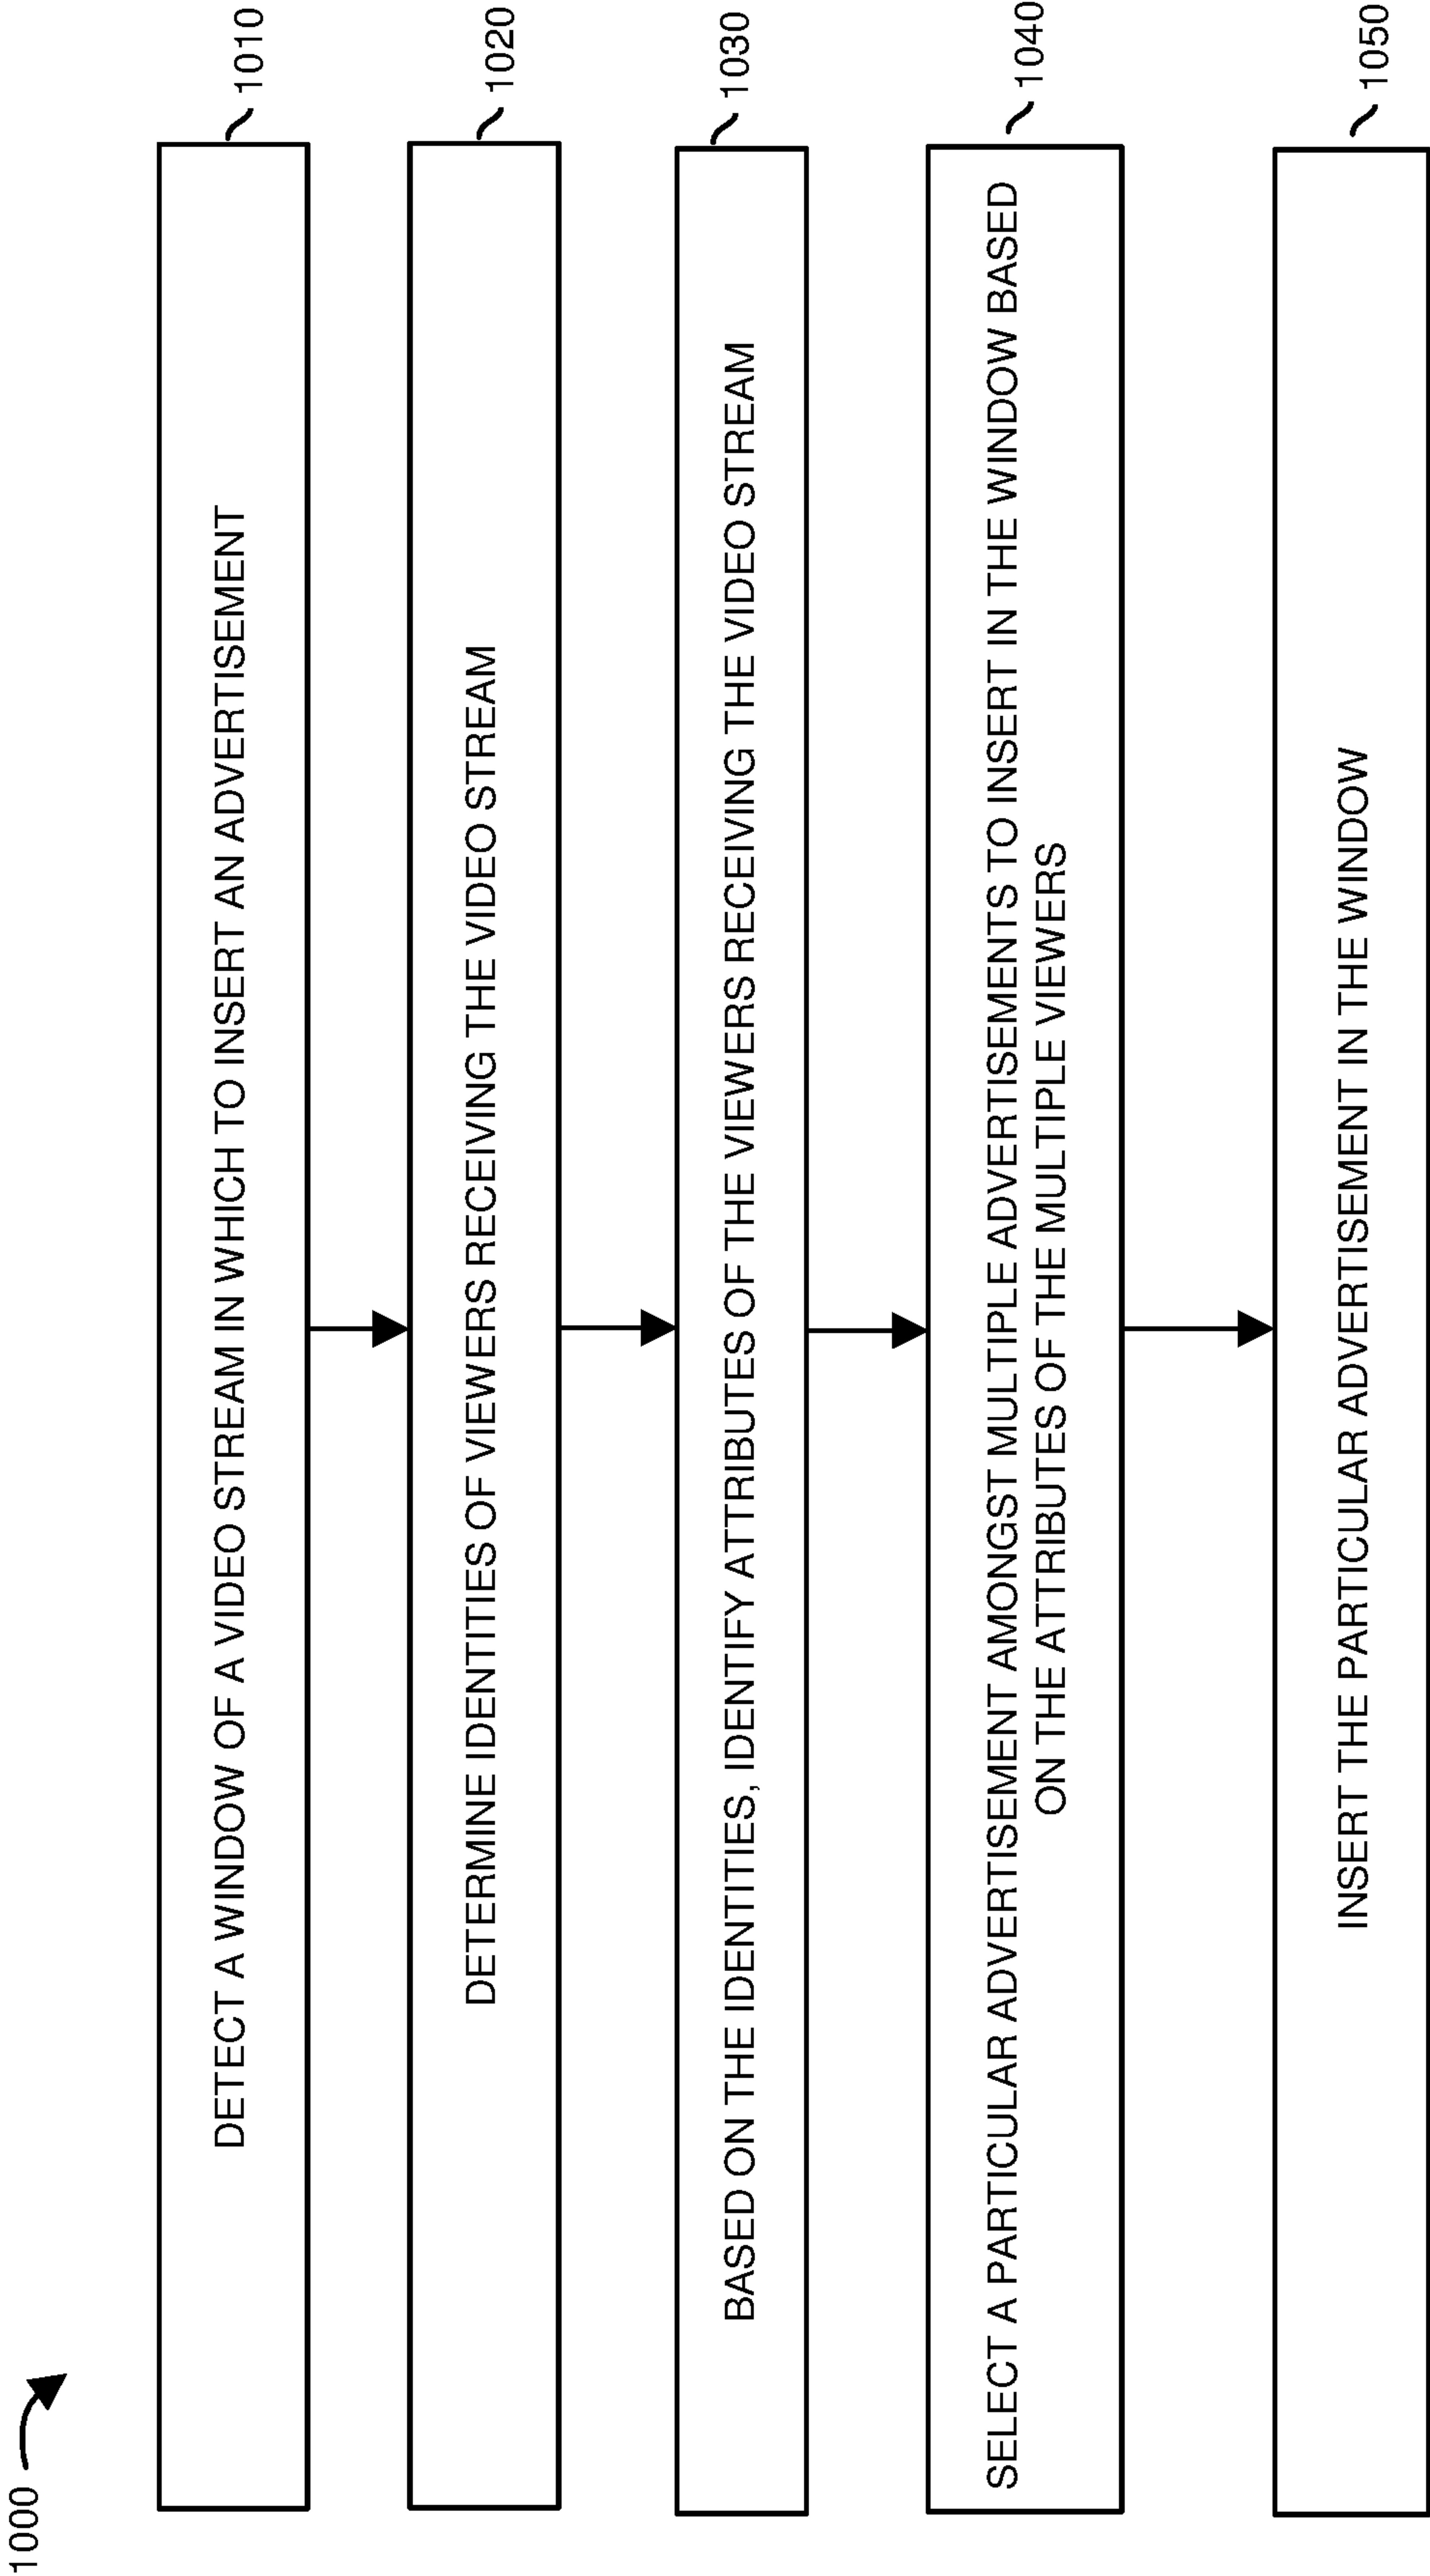 1000
DETECT A WINDOW OF A VIDEO STREAM IN WHICH TO INSERT AN ADVERTISEMENT
1010
DETERMINE IDENTITIES OF VIEWERS RECEIVING THE VIDEO STREAM
1020
BASED ON THE IDENTITIES, IDENTIFY ATTRIBUTES OF THE VIEWERS RECEIVING THE VIDEO STREAM
1030
SELECT A PARTICULAR ADVERTISEMENT AMONGST MULTIPLE ADVERTISEMENTS TO INSERT IN THE WINDOW BASED
ON THE ATTRIBUTES OF THE MULTIPLE VIEWERS
1040
INSERT THE PARTICULAR ADVERTISEMENT IN THE WINDOW
1050